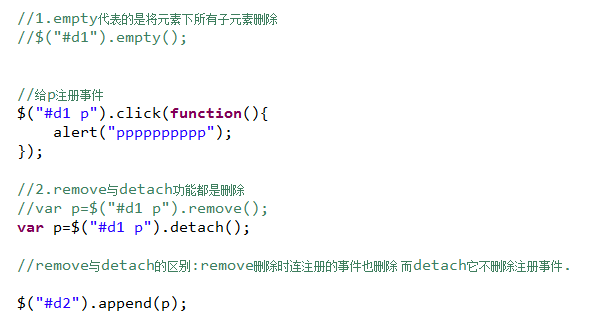 //1.empty代表的是将元素下所有子元素删除
//$("#d1").empty();
//给p注册事件
$("#d1 p").click(function(){
alert("pppppppppp");
});
//2.remove与detach功能都是删除
//var p=$("#d1 p").remove();
var p=$("#d1 p").detach();
//remove与detach的区别:remove删除时连注册的事件也删除 而detach它不删除注册事件.
$("#d2").append(p);